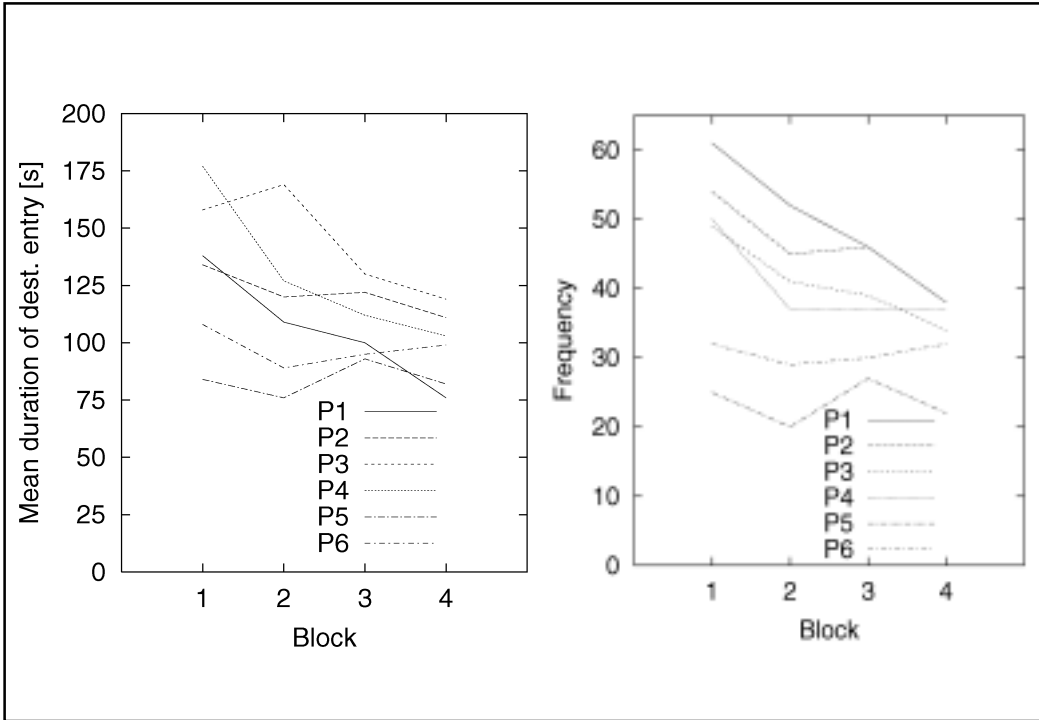 Mean duration of dest. entry [s]
200
175
150
125
100
75
50
25
0
P1
P2
P3
P4
P5
P6
1 2 3 4
Block
Frequency
60
50
40
30
20
10
0
P1
P2
P3
P4
P5
P6
1 2 3 4
Block